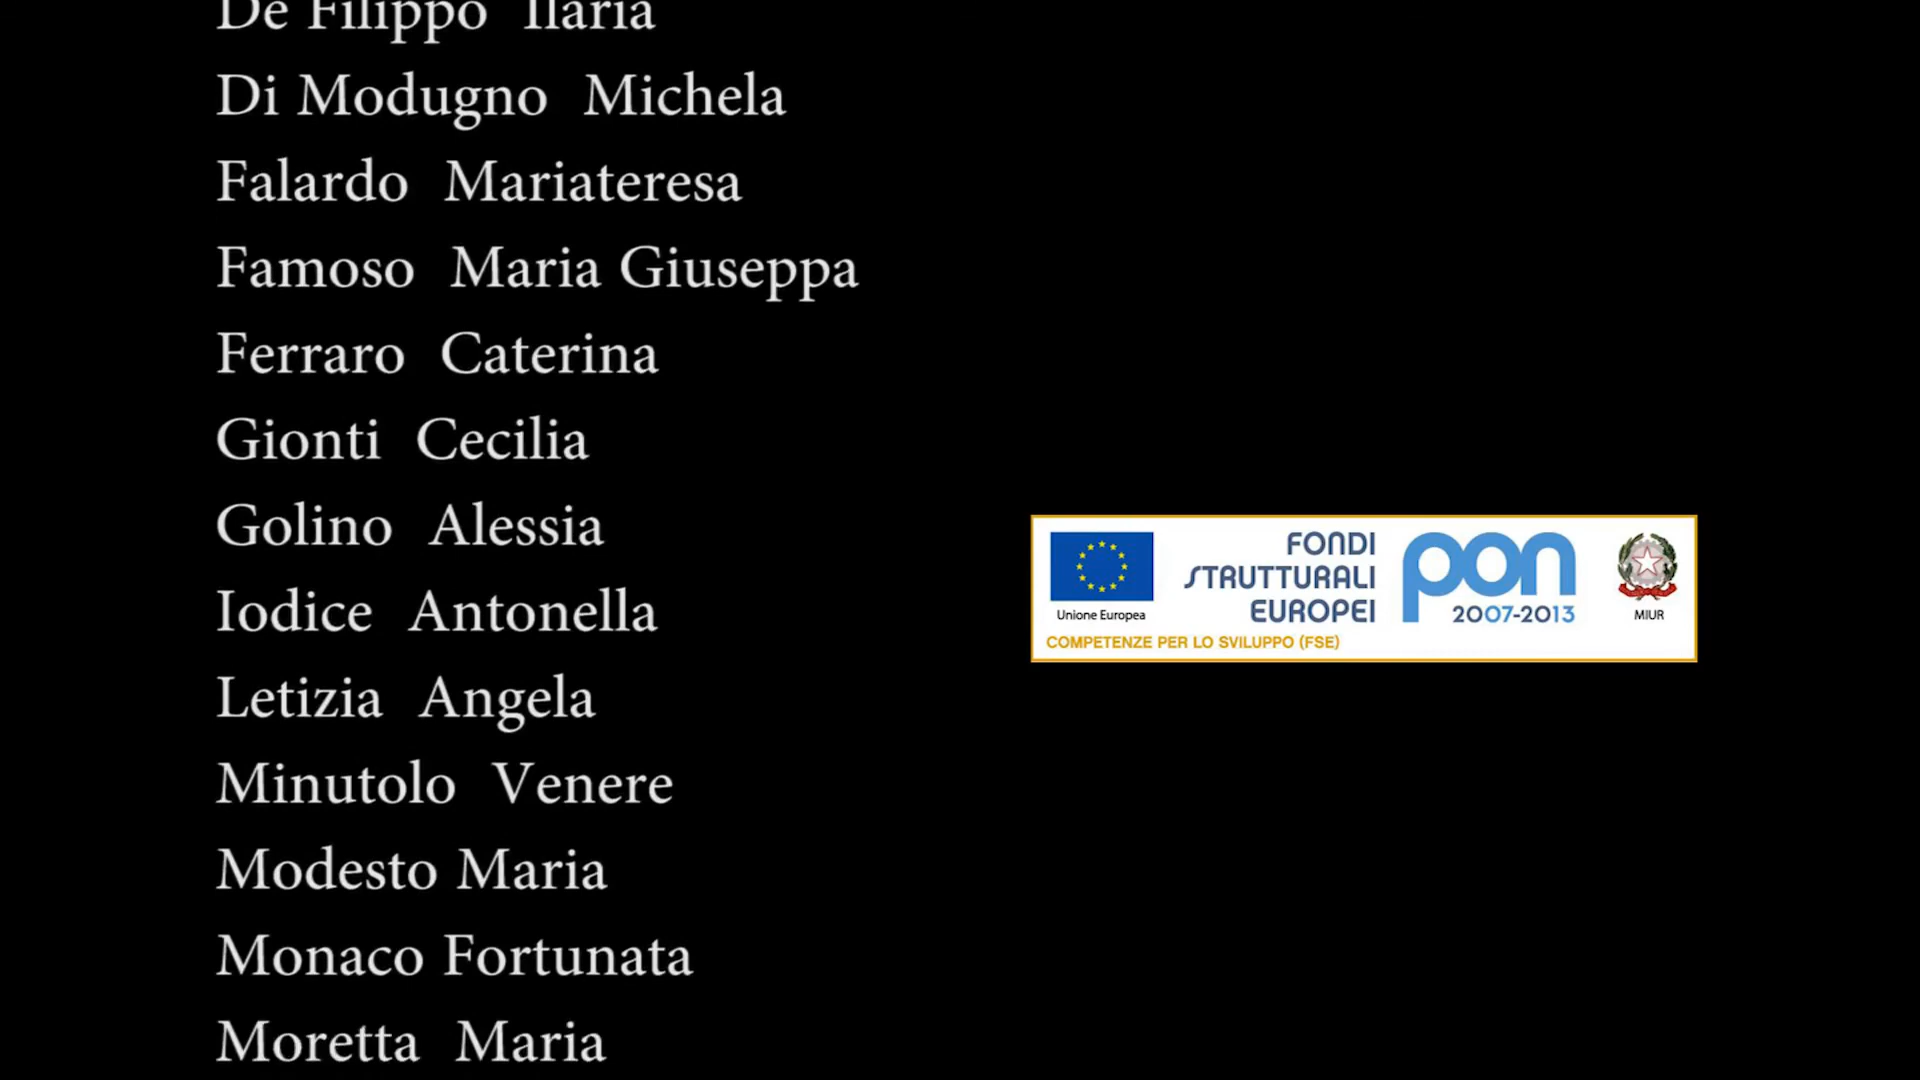 De Filippo Ilaria
Di Modugno Michela
Falardo Mariateresa
Famoso Maria Giuseppa
Ferraro Caterina
Gionti Cecilia
Golino Alessia
Iodice Antonella
Letizia Angela
Minutolo Venere
Modesto Maria
Monaco Fortunata
Moretta Maria
Unione Europea
FONDI
STRUTTURALI
EUROPEI
pon
2007-2013
MIUR
COMPETENZE PER LO SVILUPPO (FSE)